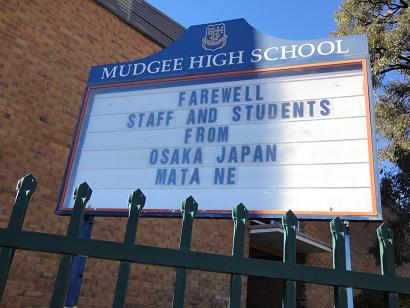 MUDGEE HIGH SCHOOL
FAREWELL
STAFF AND STUDENTS
FROM
OSAKA JAPAN
MATA NE